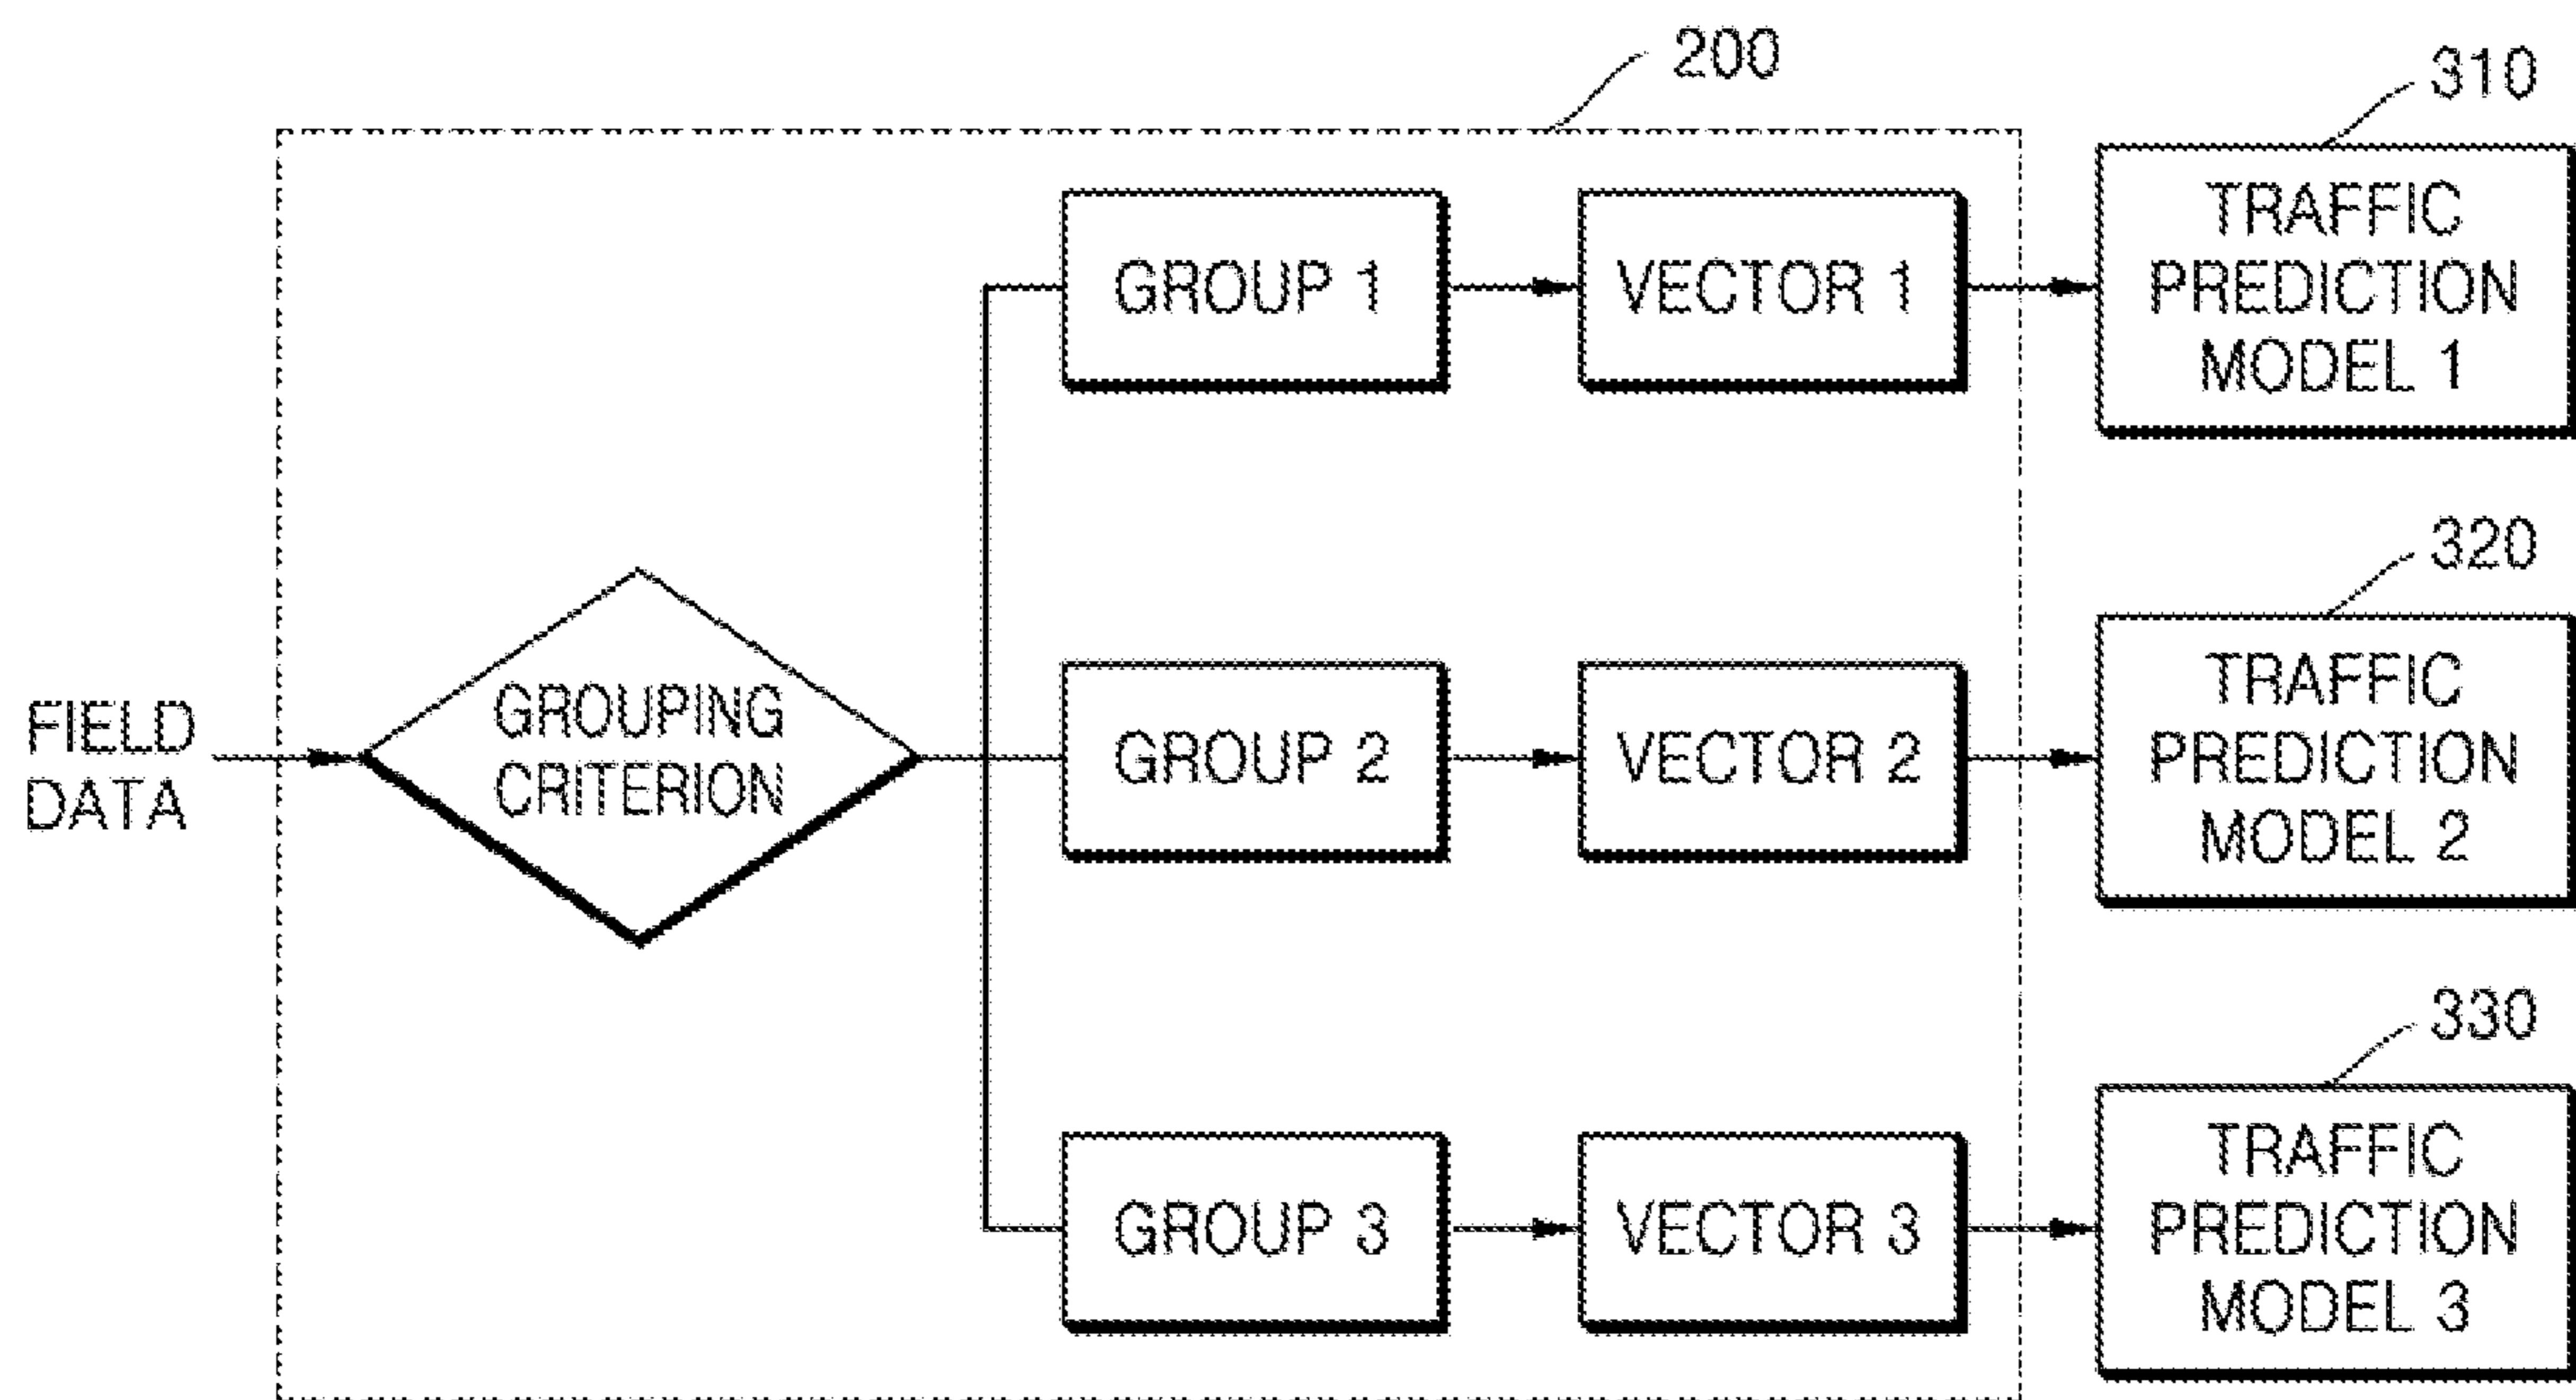 200
310
TRAFFIC
PREDICTION
MODEL 1
GROUP 1
VECTOR 1
320
FIELD
DATA
GROUPING
CRITERION
GROUP 2
VECTOR 2
TRAFFIC
PREDICTION
MODEL 2
330
GROUP 3
VECTOR 3
TRAFFIC
PREDICTION
MODEL 3